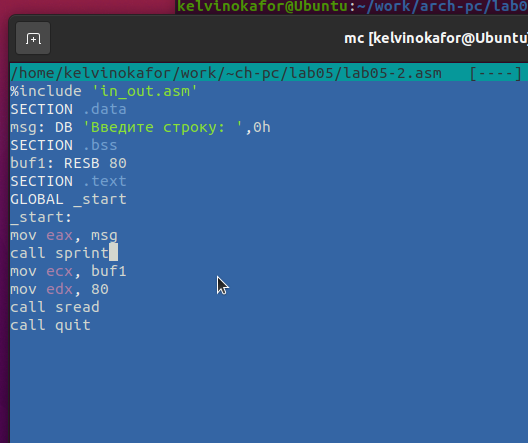 kelvinokafor@Ubuntu:~/work/arch-pc/lab0
mc [kelvinokafor@Ubuntu
/home/kelvinokafor/work/~ch-pc/lab05/lab05-2.asm [----]
%include 'in_out.asm'
SECTION .data
msg: DB 'Введите строку: ',0h
SECTION .bss
buf1: RESB 80
SECTION .text
GLOBAL _start
_start:
mov eax, msg
call sprint
mov ecx, buf1
mov edx, 80
call sread
call quit